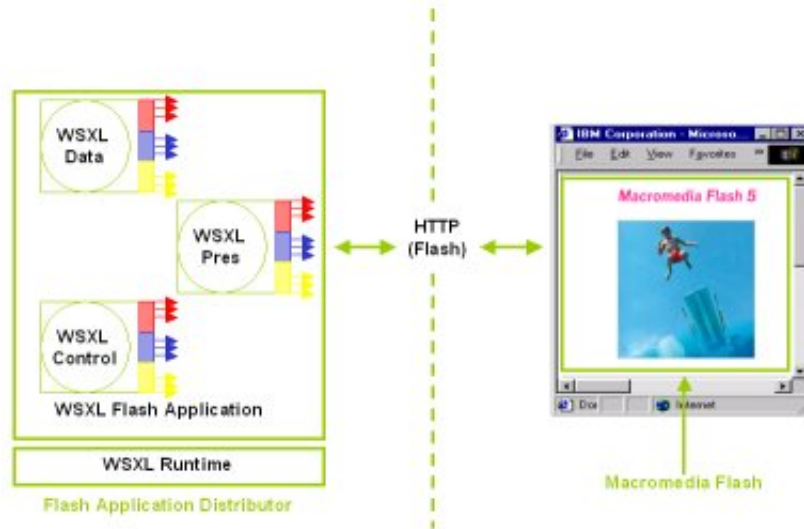 WSXL
Data
WSXL
Pres
WSXL
Control
WSXL Flash Application
WSXL Runtime
Flash Application Distributor
HTTP
(Flash)
IBM Corporation - Microso...
File Edit View Favorites »
Macromedia Flash 5
Internet
Macromedia Flash